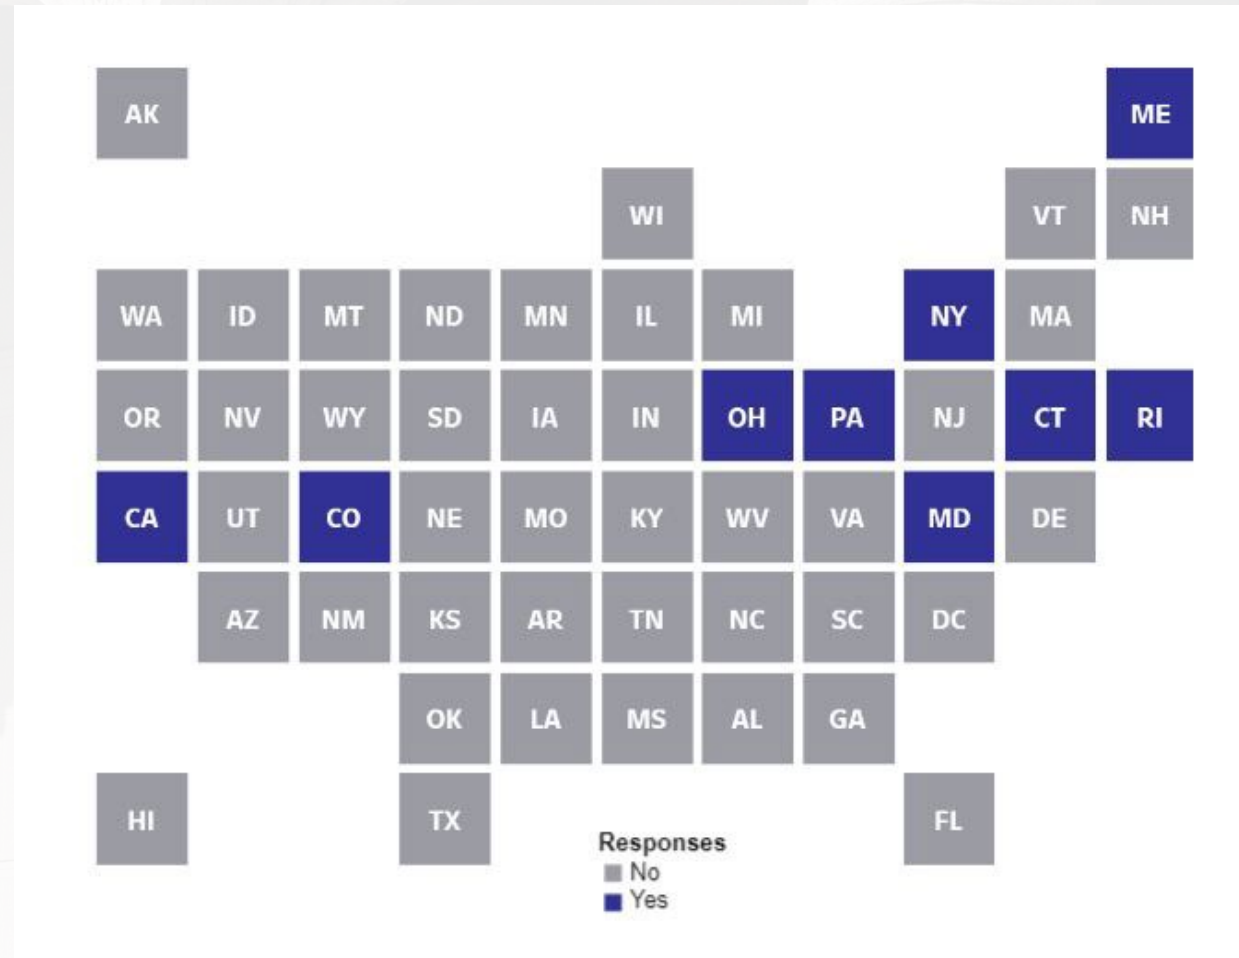 AK ME
WI VT NH
WA ID MT ND MN IL MI NY MA
OR NV WY SD IA IN OH PA NJ CT RI
CA UT CO NE MO KY WV VA MD DE
AZ NM KS AR TN NC SC DC
OK LA MS AL GA
HI TX FL
Responses
No
Yes